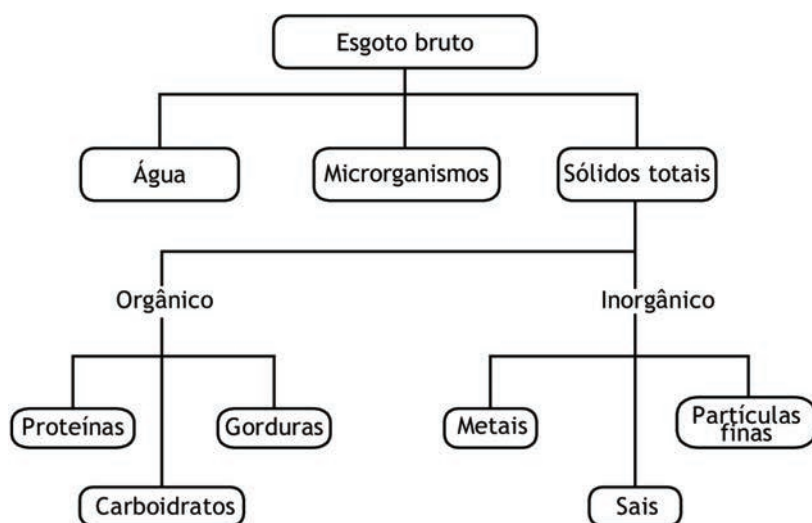 Esgoto bruto
Água
Microrganismos
Sólidos totais
Orgânico
Inorgânico
Proteínas
Gorduras
Metais
Partículas
finas
Carboidratos
Sais